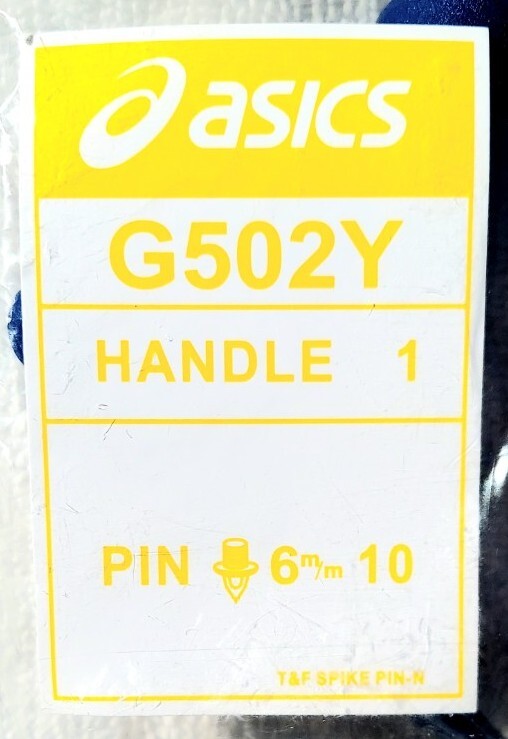 asics
G502Y
HANDLE 1
PIN 6m/m 10
T&F SPIKE PIN-N